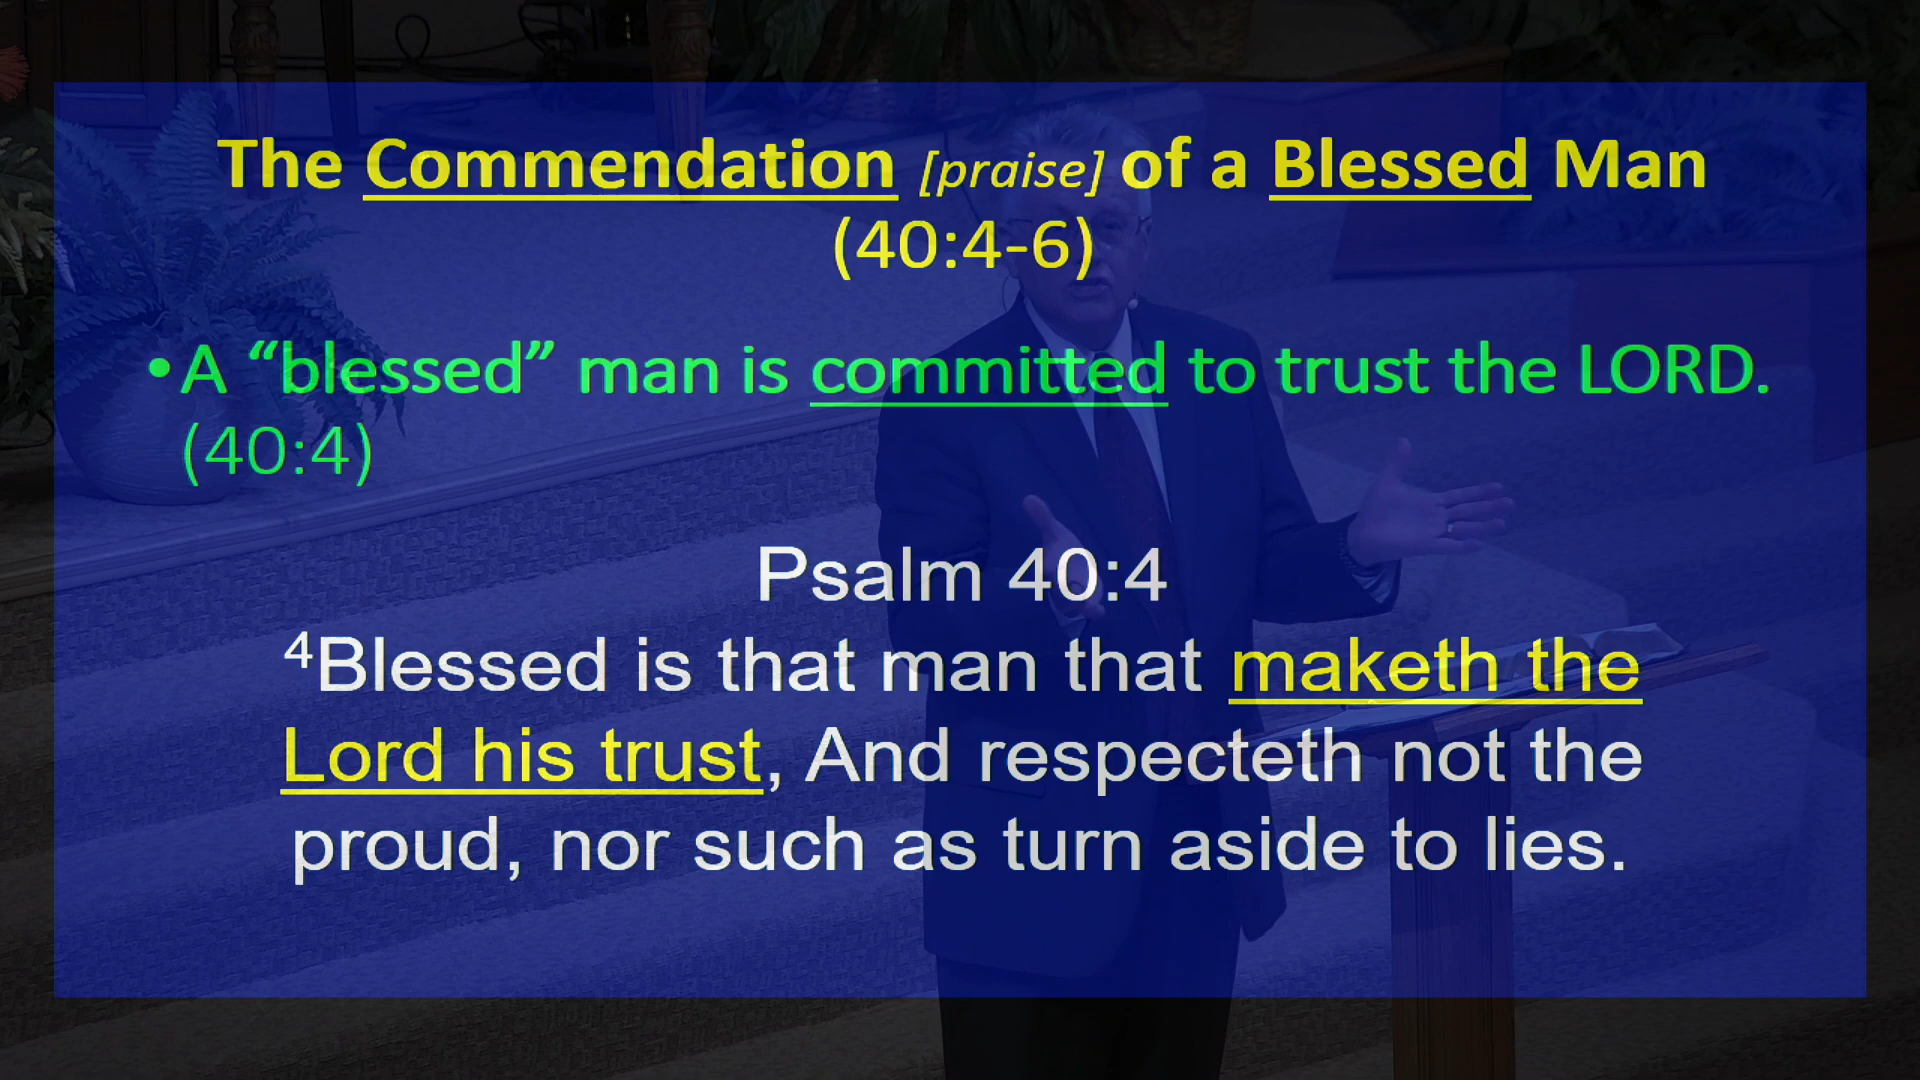 The Commendation [praise] of a Blessed Man
(40:4-6)
•A “blessed” man is committed to trust the LORD.
(40:4)
Psalm 40:4
⁴Blessed is that man that maketh the
Lord his trust, And respecteth not the
proud, nor such as turn aside to lies.